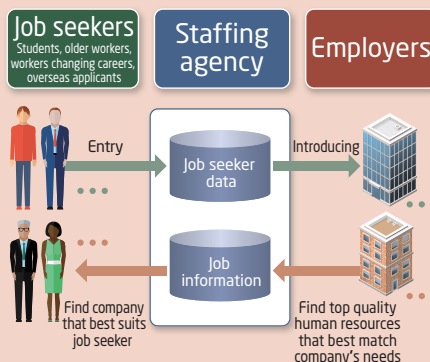 Job seekers
Students, older workers,
workers changing careers,
overseas applicants
Staffing
agency
Employers
Entry
Job seeker
data
Introducing
Job
information
Find company
that best suits
job seeker
Find top quality
human resources
that best match
company's needs